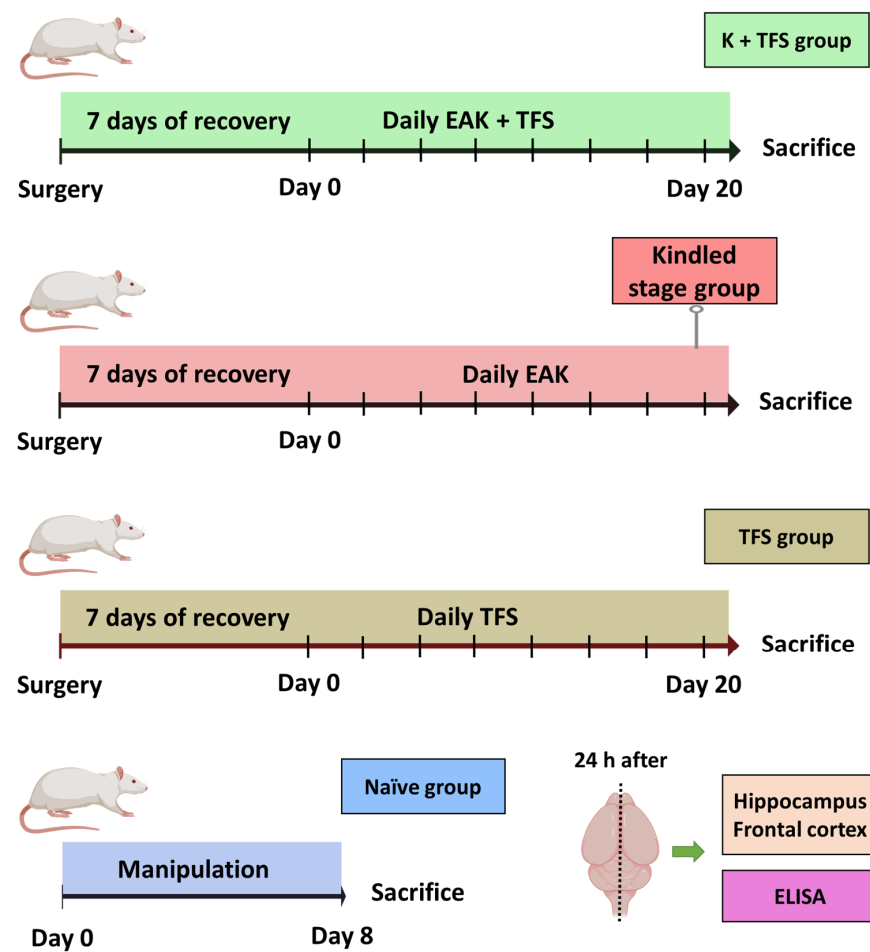 K + TFS group
7 days of recovery
Daily EAK + TFS
Sacrifice
Surgery
Day 0
Day 20
Kindled
stage group
7 days of recovery
Daily EAK
Sacrifice
Surgery
Day 0
TFS group
7 days of recovery
Daily TFS
Sacrifice
Surgery
Day 0
Day 20
Naïve group
Manipulation
Sacrifice
Day 0
Day 8
24 h after
Hippocampus
Frontal cortex
ELISA